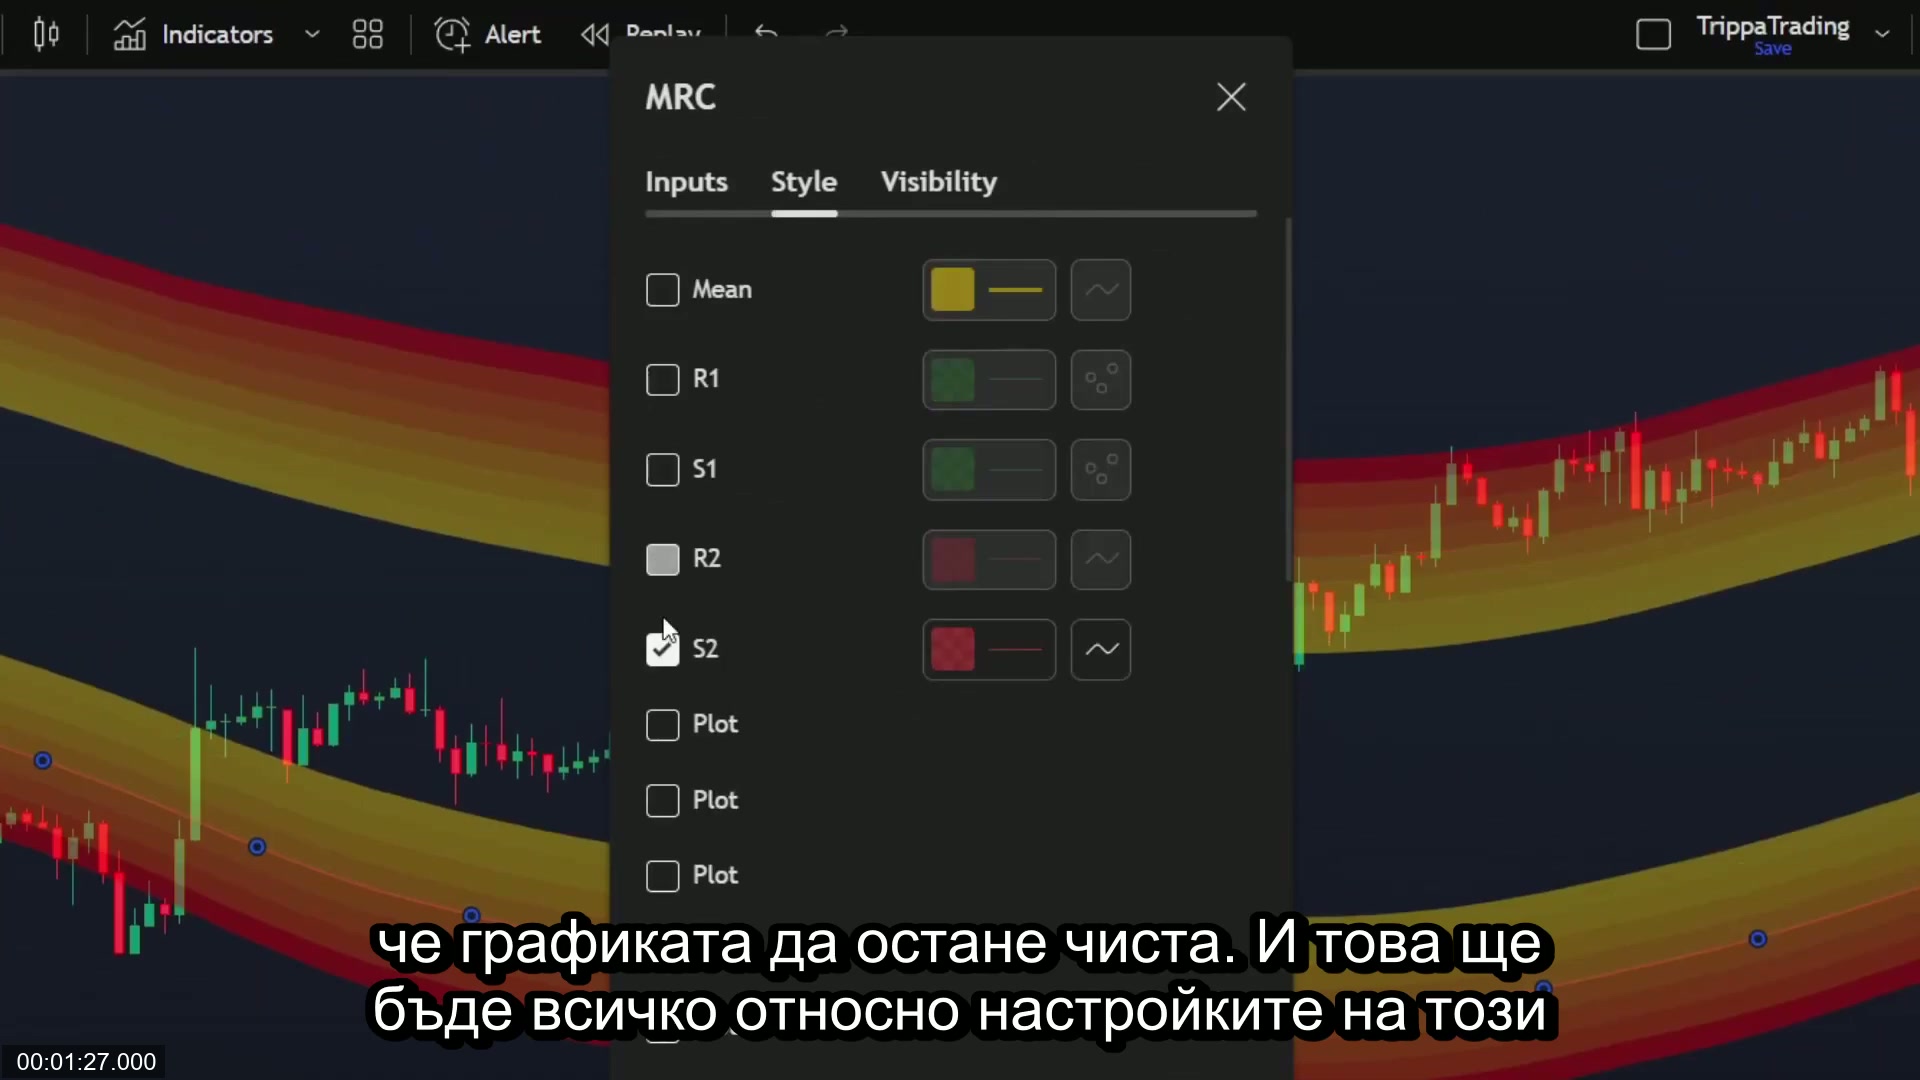 Indicators
Alert
Replay
TrippaTrading
Save
MRC
Inputs Style Visibility
Mean
R1
S1
R2
S2
Plot
Plot
Plot
че графиката да остане чиста. И това ще
бъде всичко относно настройките на този
00:01:27.000